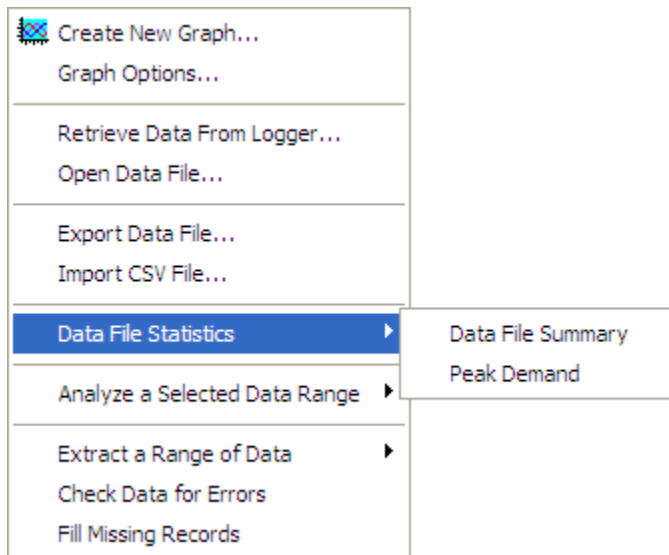 Create New Graph...
Graph Options...
Retrieve Data From Logger...
Open Data File...
Export Data File...
Import CSV File...
Data File Statistics
Data File Summary
Peak Demand
Analyze a Selected Data Range
Extract a Range of Data
Check Data for Errors
Fill Missing Records